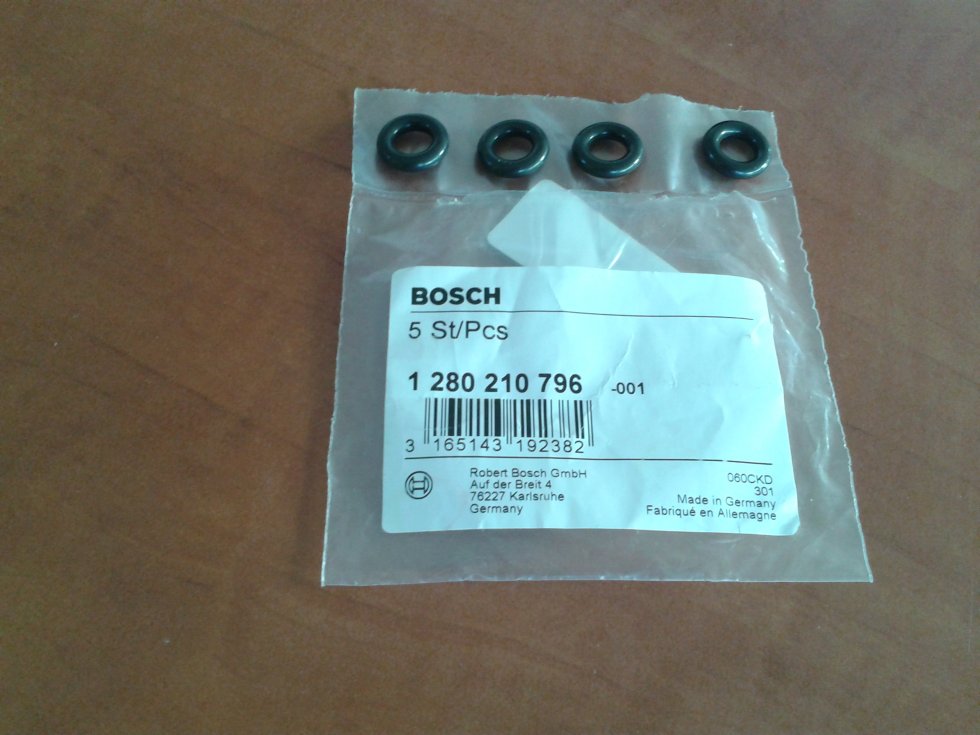 BOSCH
5 St/Pcs
1 280 210 796 -001
3 165143 192382
Robert Bosch GmbH
Auf der Breit 4
76227 Karlsruhe
Germany
060CKD
301
Made in Germany
Fabriqué en Allemagne